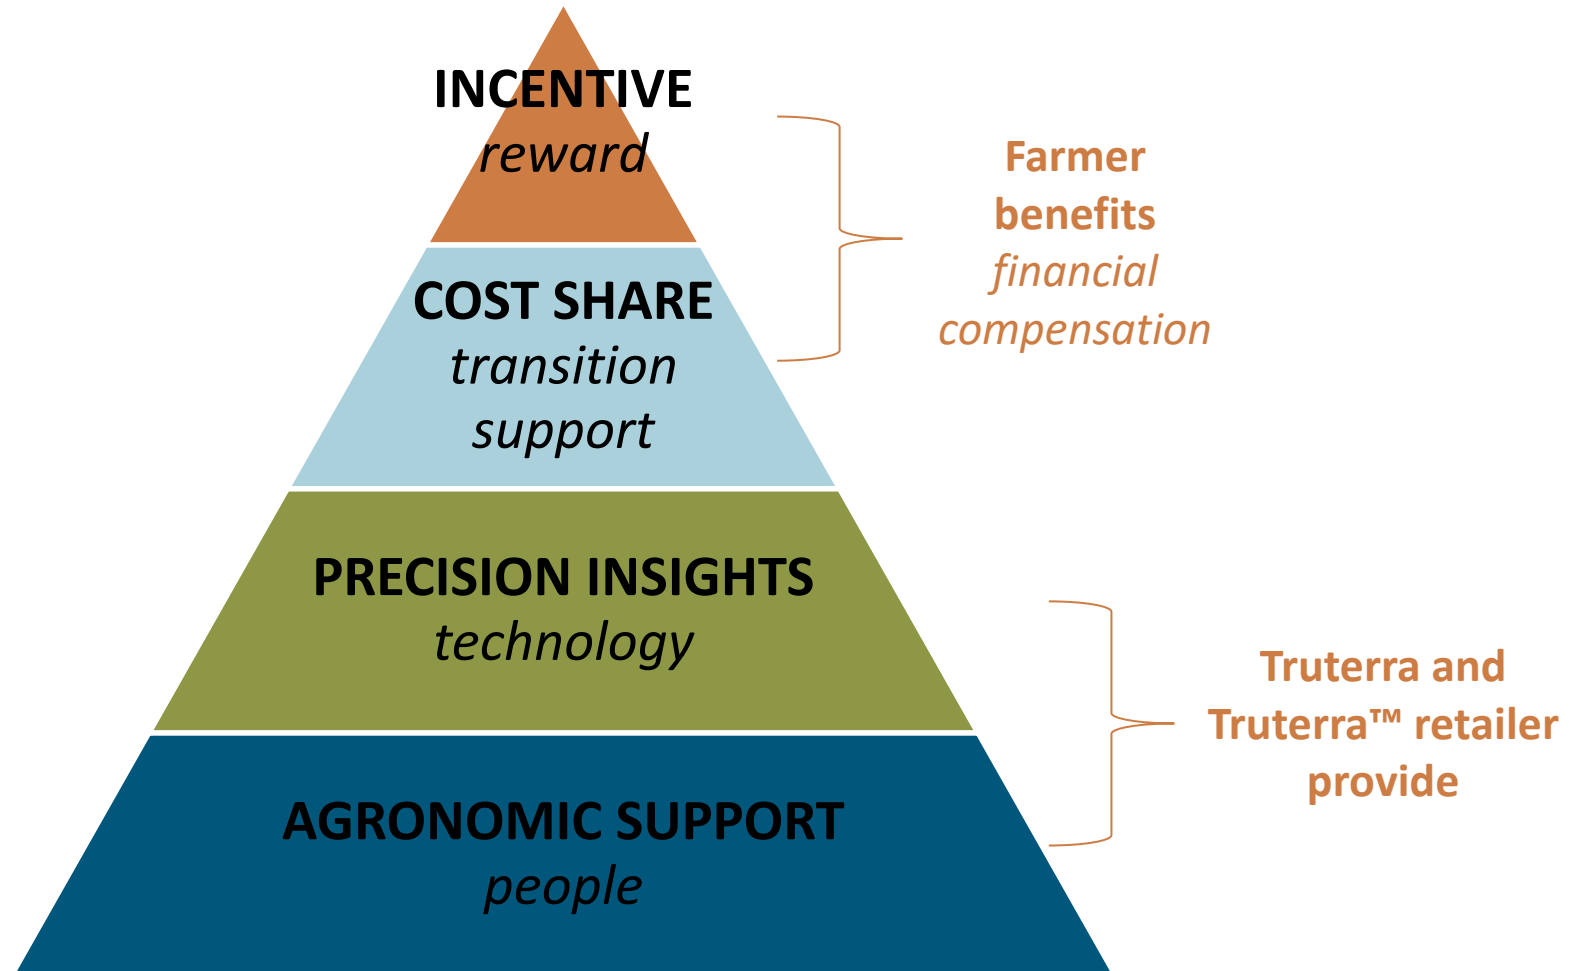 INCENTIVE
reward
COST SHARE
transition
support
PRECISION INSIGHTS
technology
AGRONOMIC SUPPORT
people
Farmer
benefits
financial
compensation
Truterra and
Truterra™ retailer
provide